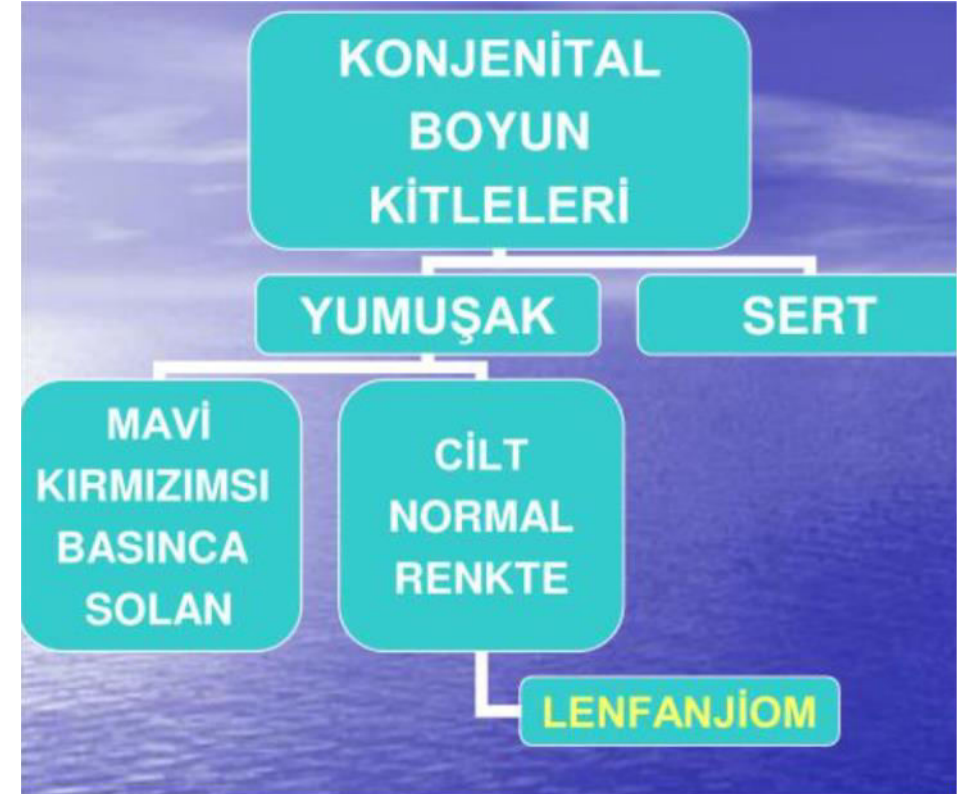 KONJENİTAL
BOYUN
KİTLELERİ
YUMUŞAK
SERT
MAVİ
KIRMIZIMSI
BASINCA
SOLAN
CİLT
NORMAL
RENKTE
LENFANJİOM